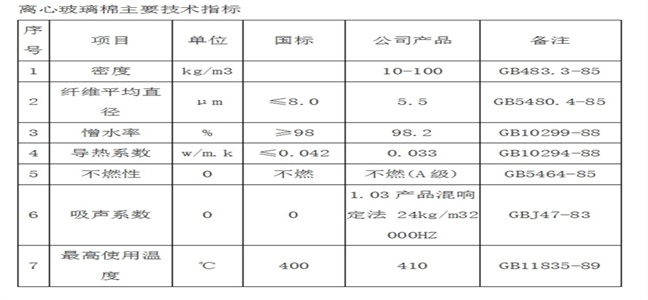 离心玻璃棉主要技术指标
序号 项目 单位 国标 公司产品 备注
1 密度 kg/m3 10-100 GB483.3-85
2 纤维平均直径 μm ≤8.0 5.5 GB5480.4-85
3 憎水率 % ≥98 98.2 GB10299-88
4 导热系数 w/m.k ≤0.042 0.033 GB10294-88
5 不燃性 0 不燃 不燃(A级) GB5464-85
6 吸声系数 0 0 1.03产品混响定法 24kg/m32000HZ GBJ47-83
7 最高使用温度 ℃ 400 410 GB11835-89